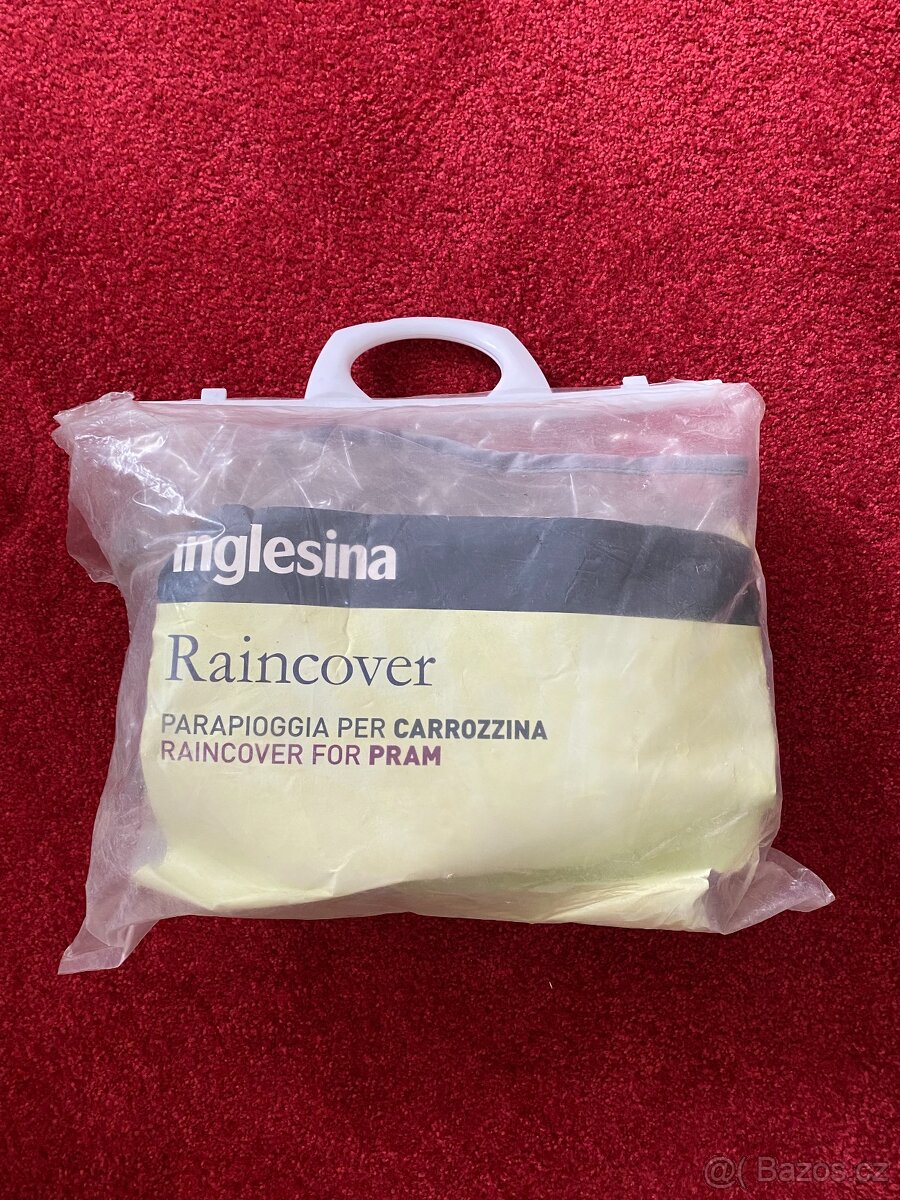 inglesina
Raincover
PARAPIOGGIA PER CARROZZINA
RAINCOVER FOR PRAM
@( Bazos.cz